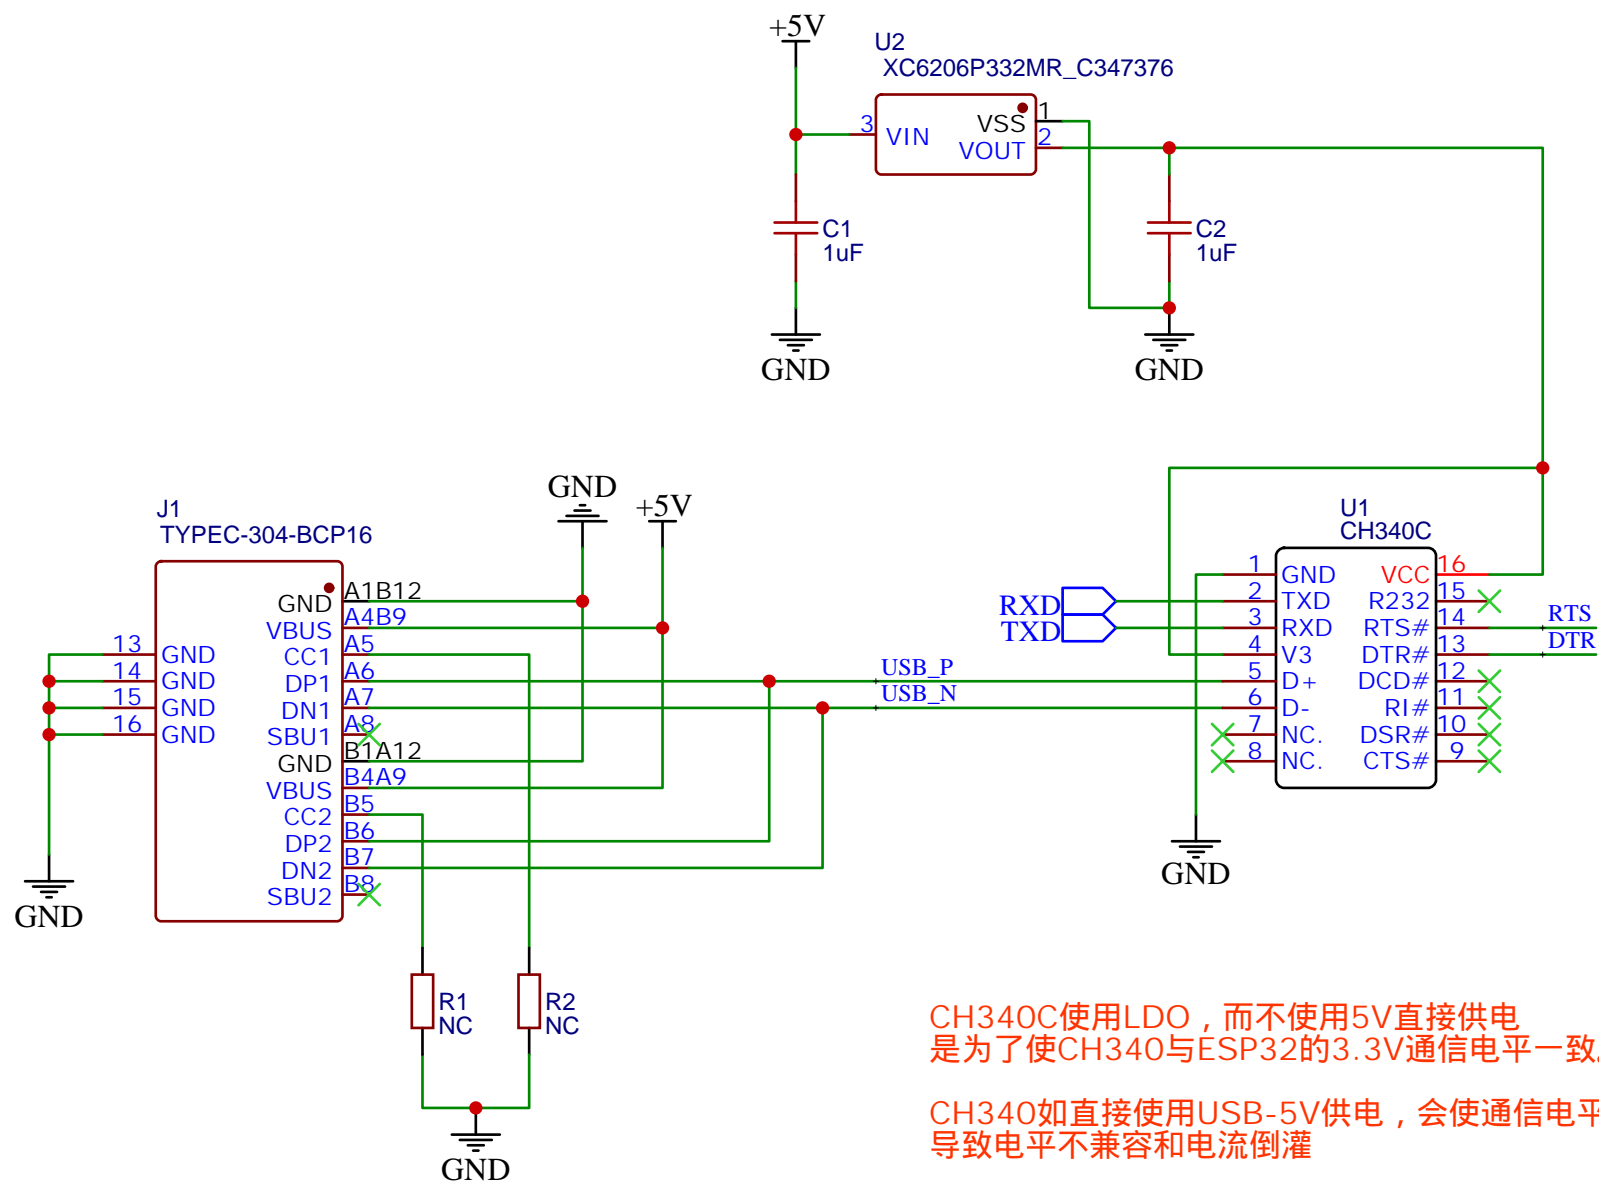 +5V
U2
XC6206P332MR_C347376
3
VIN
VSS
1
VOUT
2
C1
1uF
C2
1uF
GND
GND
GND
+5V
J1
TYPEC-304-BCP16
GND
A1B12
VBUS
A4B9
13
GND
CC1
A5
14
GND
DP1
A6
15
GND
DN1
A7
16
GND
SBU1
A8
GND
B1A12
VBUS
B4A9
CC2
B5
DP2
B6
DN2
B7
SBU2
B8
GND
R1
NC
R2
NC
GND
USB_P
USB_N
RXD
TXD
U1
CH340C
1
GND
VCC
16
2
TXD
R232
15
3
RXD
RTS#
14
RTS
4
V3
DTR#
13
DTR
5
D+
DCD#
12
6
D-
RI#
11
7
NC.
DSR#
10
8
NC.
CTS#
9
GND
CH340C使用LDO，而不使用5V直接供电
是为了使CH340与ESP32的3.3V通信电平一致
CH340如直接使用USB-5V供电，会使通信电平
导致电平不兼容和电流倒灌